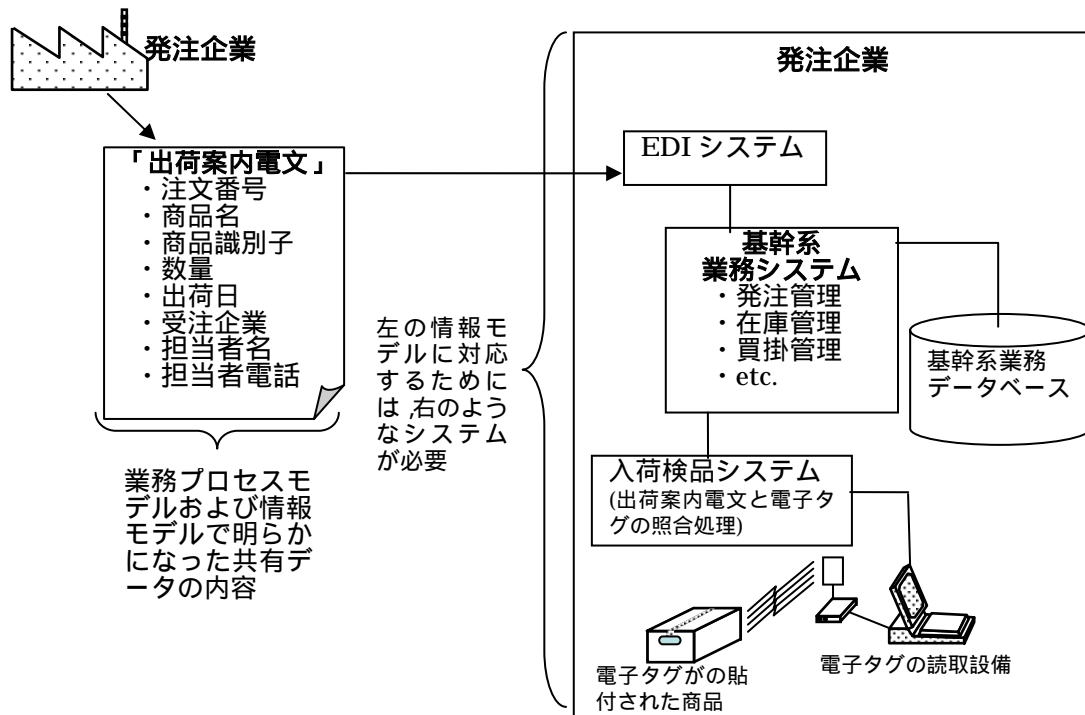 発注企業
「出荷案内電文」
・注文番号
・商品名
・商品識別子
・数量
・出荷日
・受注企業
・担当者名
・担当者電話
業務プロセスモ
デルおよび情報
モデルで明らか
になった共有デ
ータの内容
左の情報モ
デルに対応
するために
は,右のよう
なシステム
が必要
発注企業
EDI システム
基幹系
業務システム
・発注管理
・在庫管理
・買掛管理
・etc.
基幹系業務
データベース
入荷検品システム
(出荷案内電文と電子タ
グの照合処理)
電子タグがの貼
付された商品
電子タグの読取設備